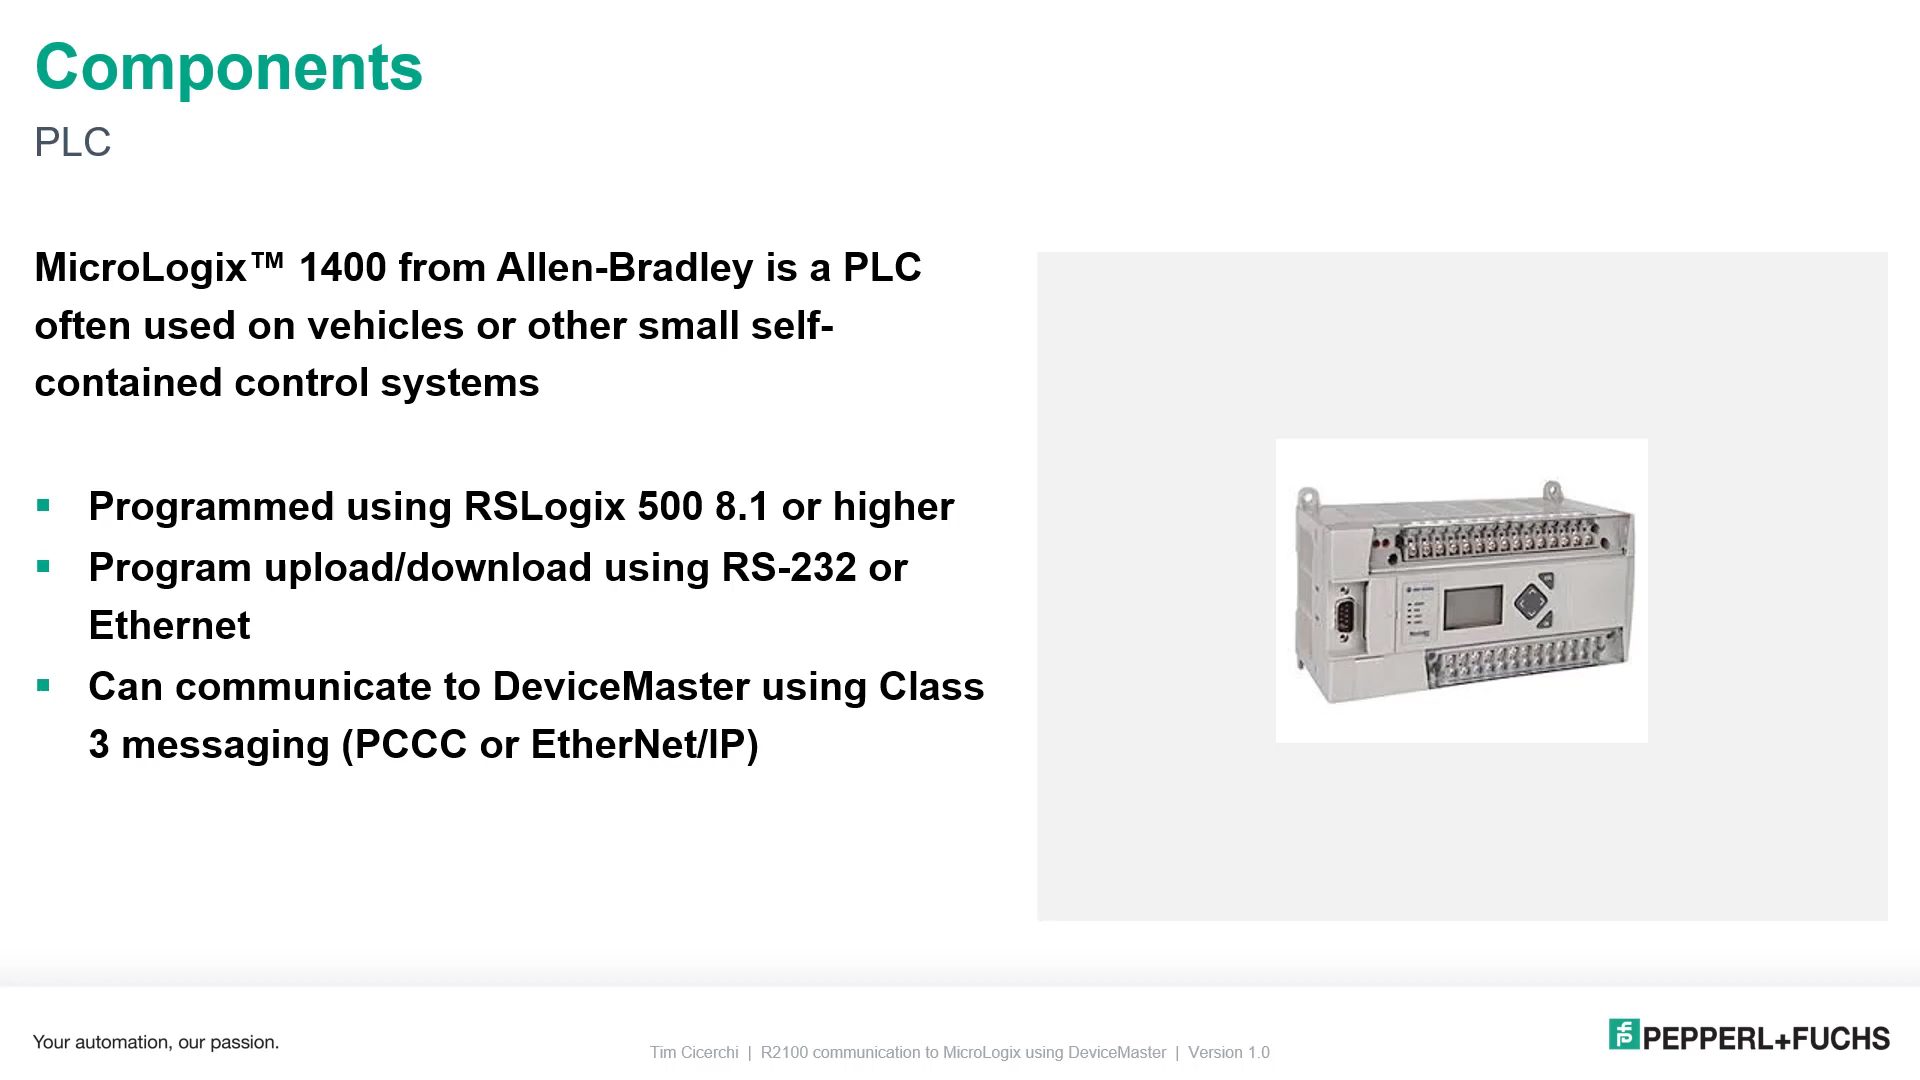 Components
PLC
MicroLogix™ 1400 from Allen-Bradley is a PLC
often used on vehicles or other small self-
contained control systems
▪ Programmed using RSLogix 500 8.1 or higher
▪ Program upload/download using RS-232 or
Ethernet
▪ Can communicate to DeviceMaster using Class
3 messaging (PCCC or EtherNet/IP)
Your automation, our passion.
Tim Cicerchi | R2100 communication to MicroLogix using DeviceMaster | Version 1.0
PEPPERL+FUCHS